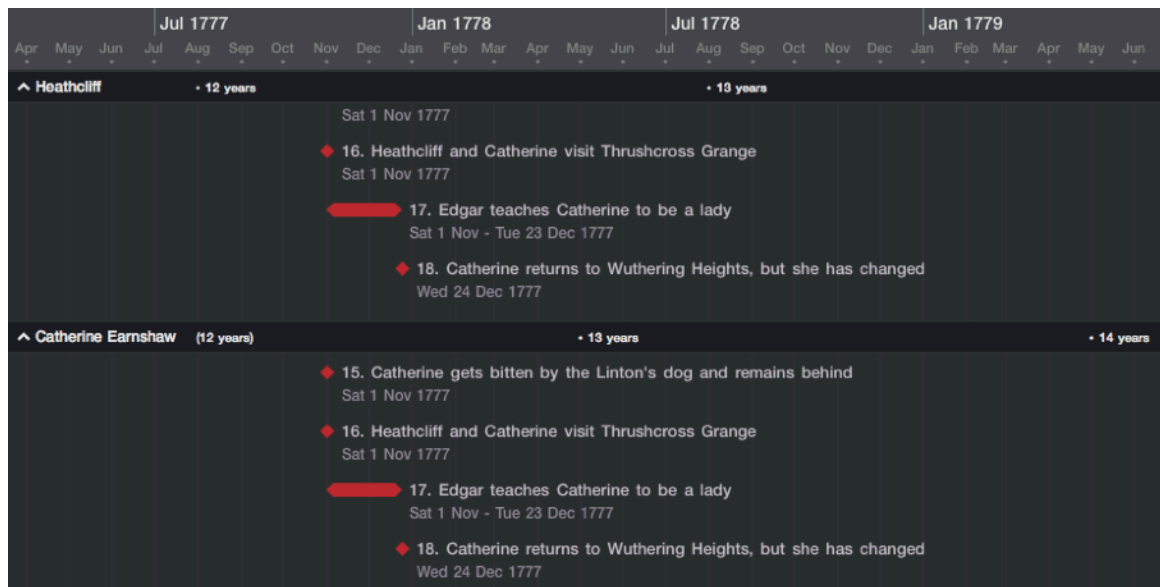 Jul 1777 Jan 1778 Jul 1778 Jan 1779
Apr May Jun Jul Aug Sep Oct Nov Dec Jan Feb Mar Apr May Jun Jul Aug Sep Oct Nov Dec Jan Feb Mar Apr May Jun
Heathcliff • 12 years • 13 years
Sat 1 Nov 1777
16. Heathcliff and Catherine visit Thrushcross Grange
Sat 1 Nov 1777
17. Edgar teaches Catherine to be a lady
Sat 1 Nov - Tue 23 Dec 1777
18. Catherine returns to Wuthering Heights, but she has changed
Wed 24 Dec 1777
Catherine Earnshaw (12 years) • 13 years • 14 years
15. Catherine gets bitten by the Linton's dog and remains behind
Sat 1 Nov 1777
16. Heathcliff and Catherine visit Thrushcross Grange
Sat 1 Nov 1777
17. Edgar teaches Catherine to be a lady
Sat 1 Nov - Tue 23 Dec 1777
18. Catherine returns to Wuthering Heights, but she has changed
Wed 24 Dec 1777